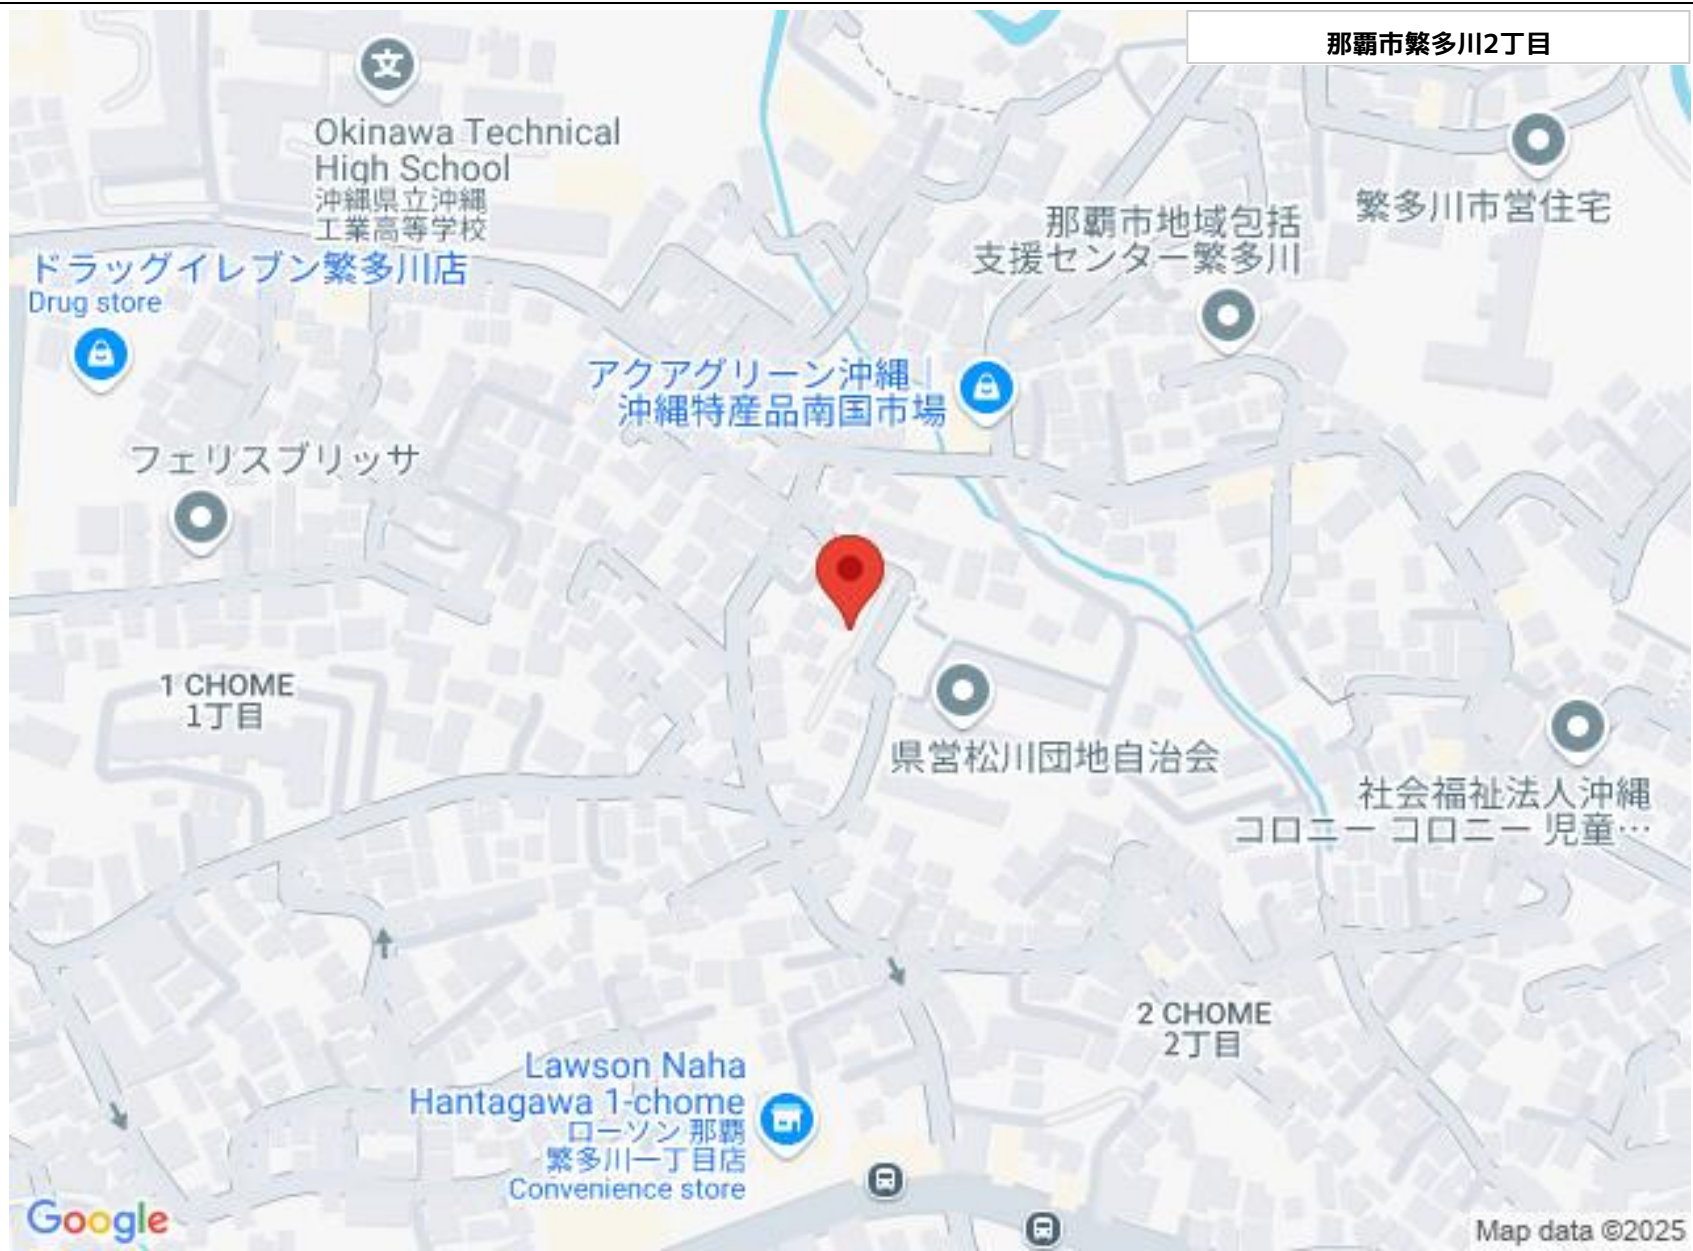 那覇市繁多川2丁目
文
Okinawa Technical
High School
沖縄県立沖縄
工業高等学校
繁多川市営住宅
那覇市地域包括
支援センター繁多川
ドラッグイレブン繁多川店
Drug store
アクアグリーン沖縄｜
沖縄特産品南国市場
フェリスブリッサ
1 CHOME
1丁目
県営松川団地自治会
社会福祉法人沖縄
コロニー コロニー 児童…
2 CHOME
2丁目
Lawson Naha
Hantagawa 1-chome
ローソン 那覇
繁多川一丁目店
Convenience store
Google
Map data ©2025